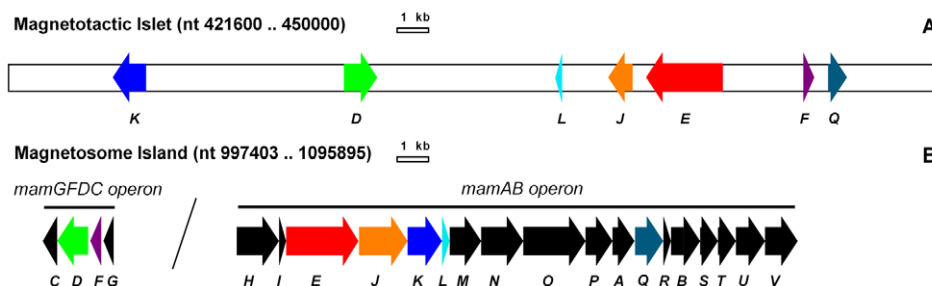 Magnetotactic Islet (nt 421600 .. 450000) 1 kb A
K D L J E F Q
Magnetosome Island (nt 997403 .. 1095895) 1 kb B
mamGFDC operon mamAB operon
C D F G H I E J K L M N O P A Q R B S T U V